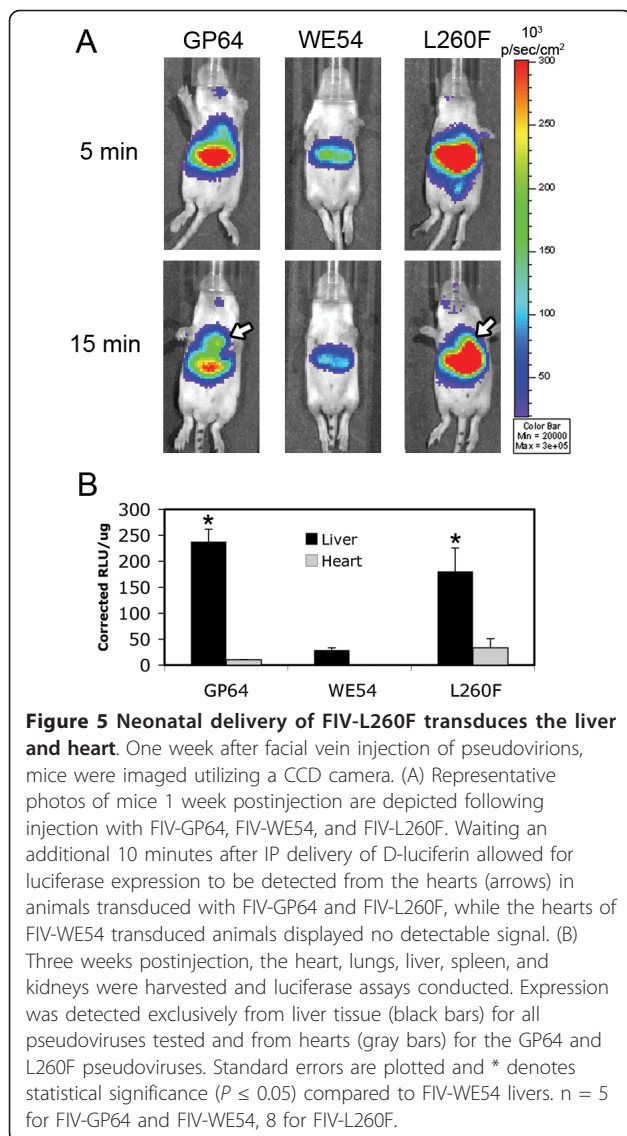 A
GP64 WE54 L260F
10³
p/sec/cm²
5 min
15 min
300
250
200
150
100
50
Color Bar
Min = 20000
Max = 3e+05
B
Corrected RLU/ug
300
250
200
150
100
50
0
* *
Liver
Heart
GP64 WE54 L260F
Figure 5 Neonatal delivery of FIV-L260F transduces the liver
and heart. One week after facial vein injection of pseudovirions,
mice were imaged utilizing a CCD camera. (A) Representative
photos of mice 1 week postinjection are depicted following
injection with FIV-GP64, FIV-WE54, and FIV-L260F. Waiting an
additional 10 minutes after IP delivery of D-luciferin allowed for
luciferase expression to be detected from the hearts (arrows) in
animals transduced with FIV-GP64 and FIV-L260F, while the hearts of
FIV-WE54 transduced animals displayed no detectable signal. (B)
Three weeks postinjection, the heart, lungs, liver, spleen, and
kidneys were harvested and luciferase assays conducted. Expression
was detected exclusively from liver tissue (black bars) for all
pseudoviruses tested and from hearts (gray bars) for the GP64 and
L260F pseudoviruses. Standard errors are plotted and * denotes
statistical significance (P ≤ 0.05) compared to FIV-WE54 livers. n = 5
for FIV-GP64 and FIV-WE54, 8 for FIV-L260F.